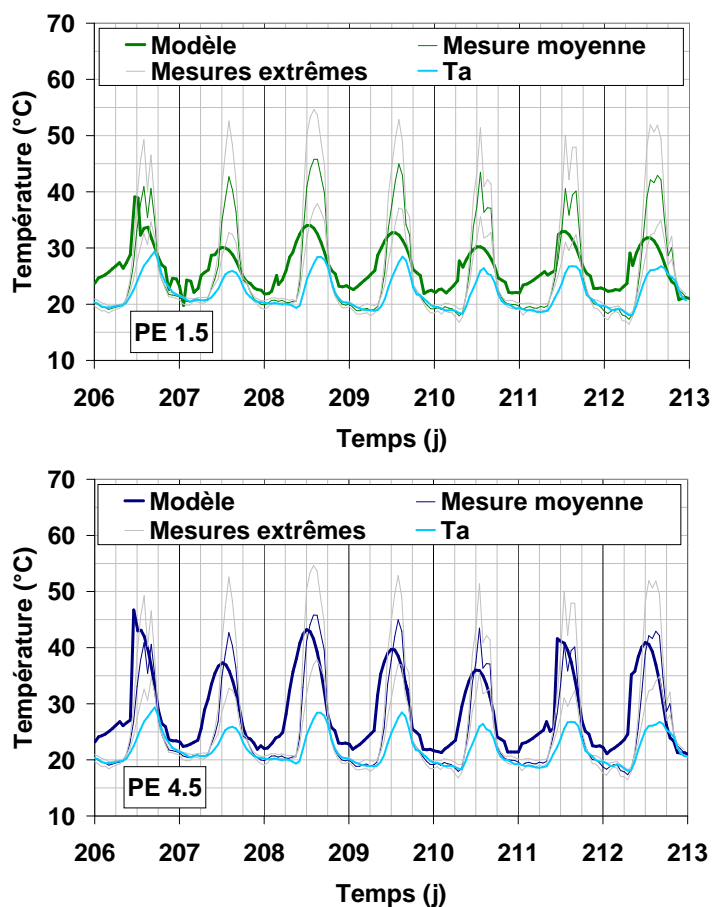 70
60
50
40
30
20
10
Température (°C)
Modèle
Mesure moyenne
Mesures extrêmes
Ta
PE 1.5
206 207 208 209 210 211 212 213
Temps (j)
70
60
50
40
30
20
10
Température (°C)
Modèle
Mesure moyenne
Mesures extrêmes
Ta
PE 4.5
206 207 208 209 210 211 212 213
Temps (j)